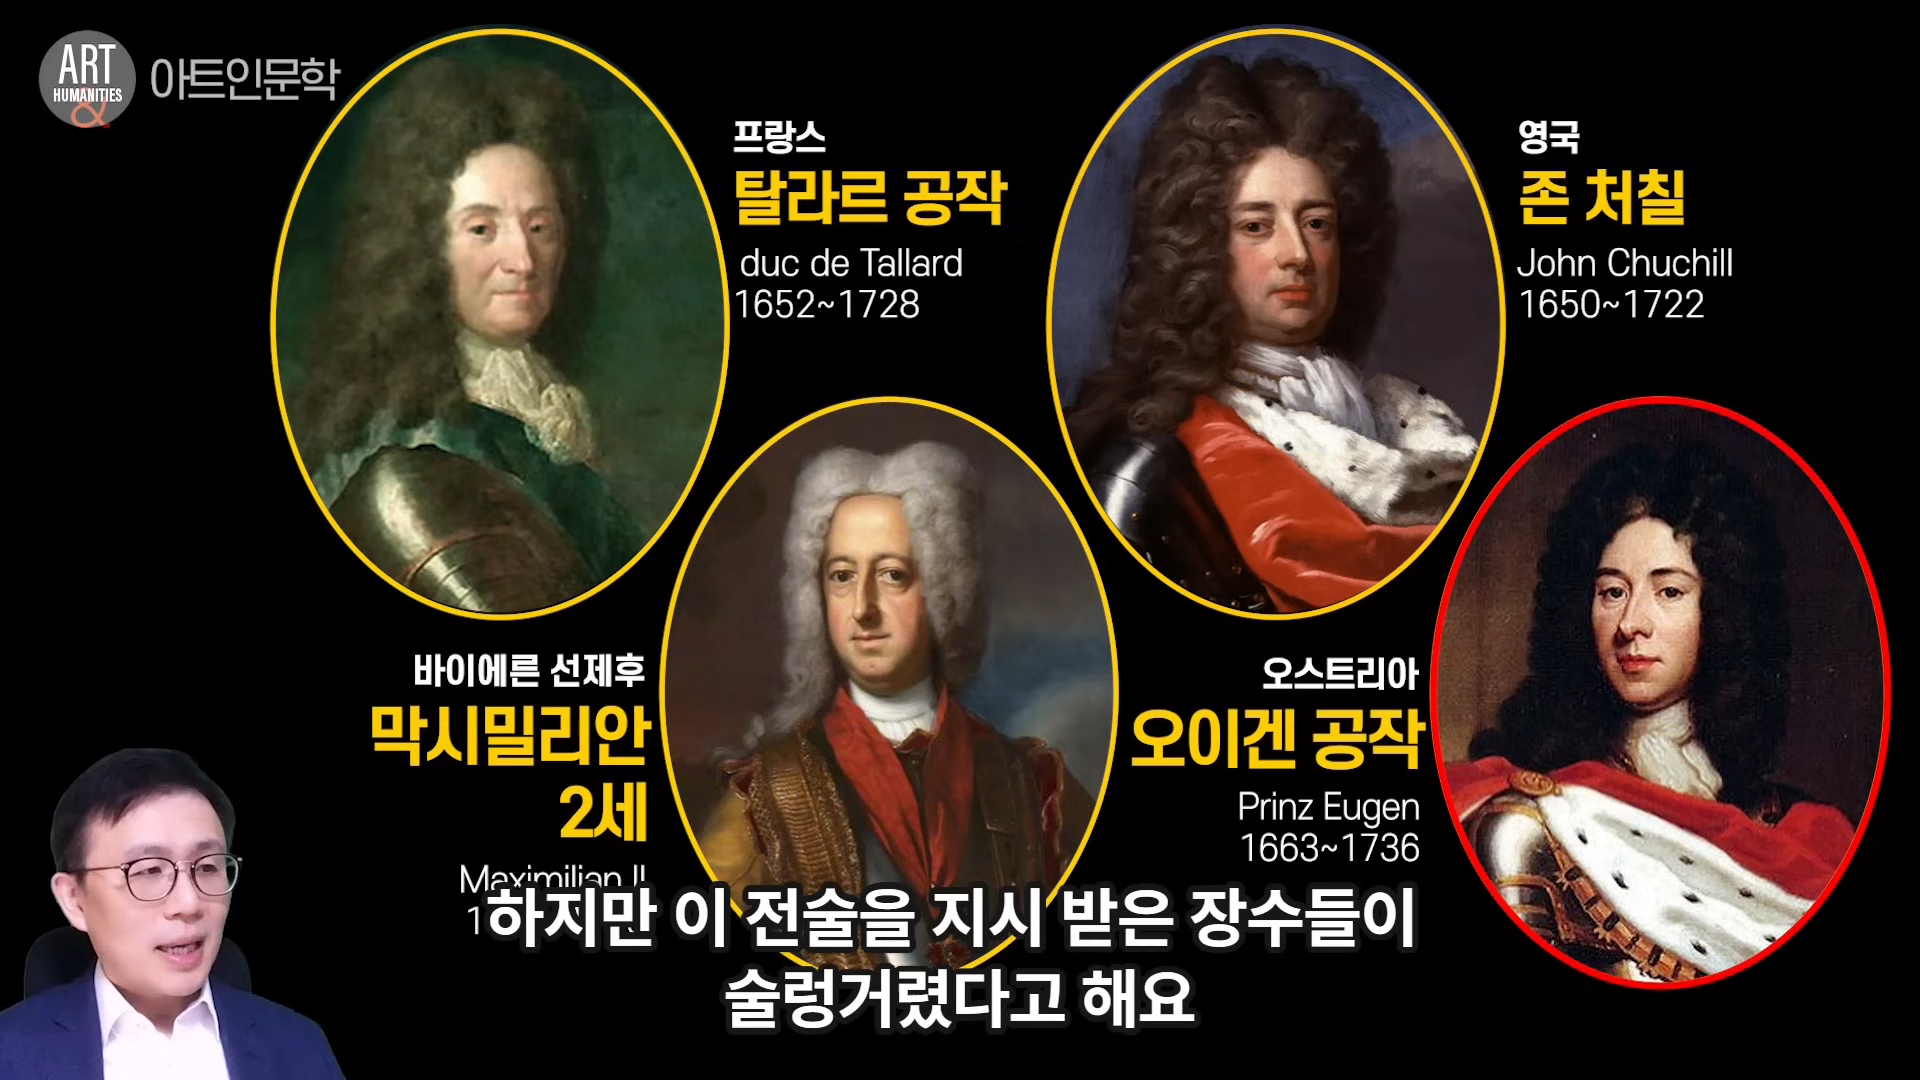 ART
HUMANITIES
&
아트인문학
프랑스
탈라르 공작
duc de Tallard
1652~1728
영국
존 처칠
John Chuchill
1650~1722
바이에른 선제후
막시밀리안
2세
Maximilian II
오스트리아
오이겐 공작
Prinz Eugen
1663~1736
하지만 이 전술을 지시 받은 장수들이
술렁거렸다고 해요